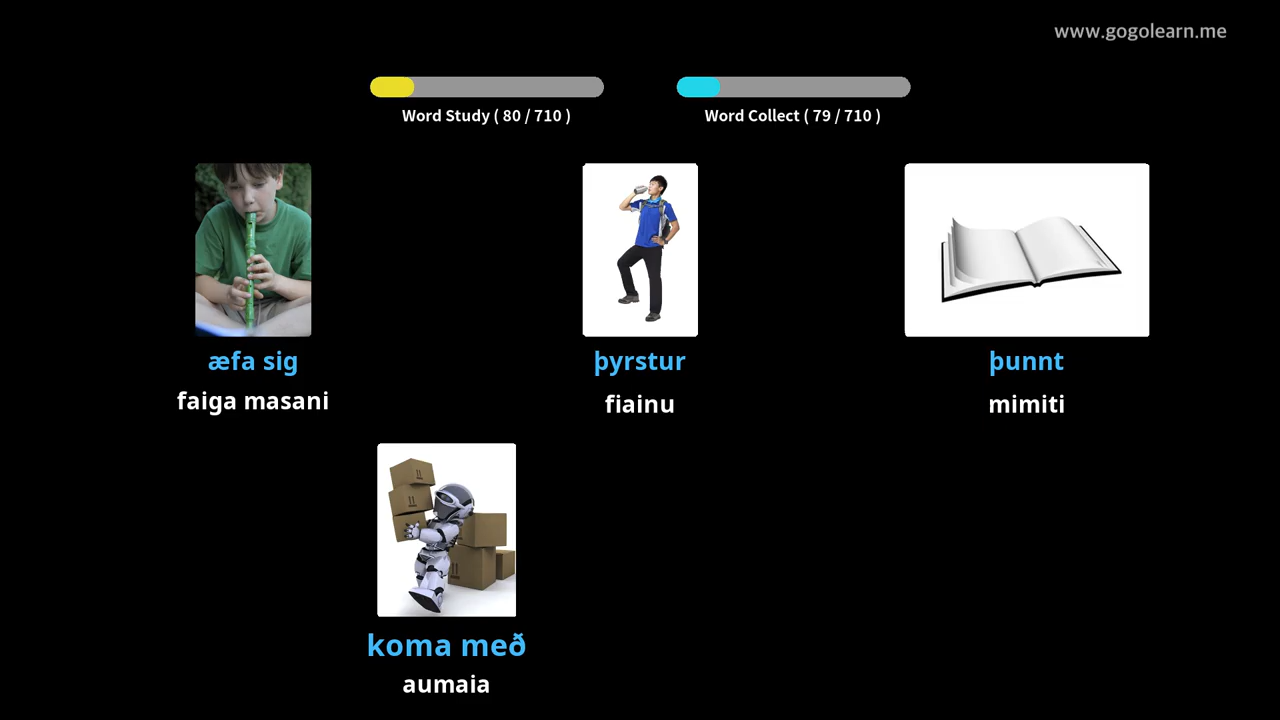 www.gogolearn.me
Word Study ( 80 / 710 )
Word Collect ( 79 / 710 )
æfa sig
faiga masani
þyrstur
fiainu
þunnt
mimiti
koma með
aumaia